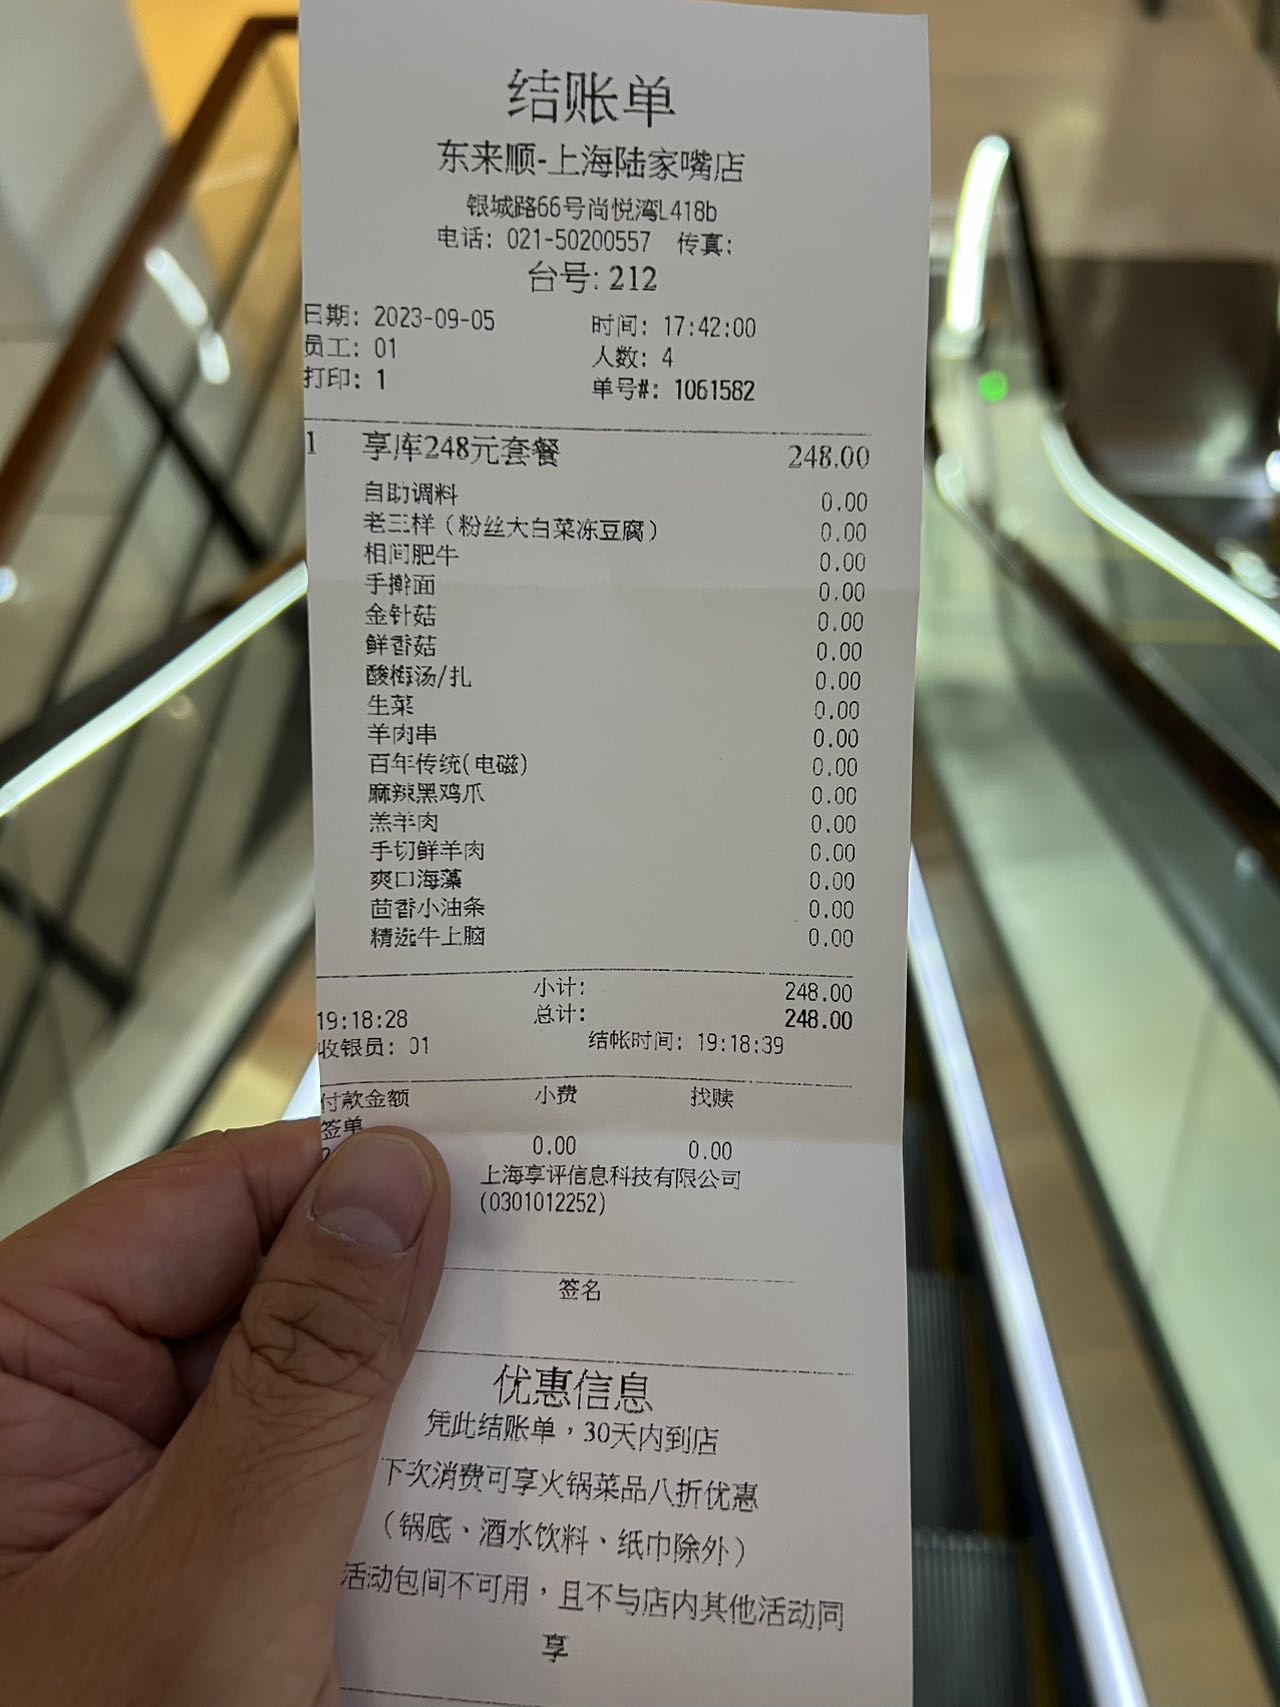 结账单
东来顺-上海陆家嘴店
银城路66号尚悦湾L418b
电话: 021-50200557 传真:
台号: 212
日期: 2023-09-05 时间: 17:42:00
员工: 01 人数: 4
打印: 1 单号#: 1061582
1 享库248元套餐 248.00
自助调料 0.00
老三样（粉丝大白菜冻豆腐） 0.00
相间肥牛 0.00
手擀面 0.00
金针菇 0.00
鲜香菇 0.00
酸梅汤/扎 0.00
生菜 0.00
羊肉串 0.00
百年传统(电磁) 0.00
麻辣黑鸡爪 0.00
羔羊肉 0.00
手切鲜羊肉 0.00
爽口海藻 0.00
茴香小油条 0.00
精选牛上脑 0.00
小计: 248.00
19:18:28 总计: 248.00
收银员: 01 结帐时间: 19:18:39
付款金额 小费 找赎
签单
0.00 0.00
上海享评信息科技有限公司
(0301012252)
签名
优惠信息
凭此结账单，30天内到店
下次消费可享火锅菜品八折优惠
（锅底、酒水饮料、纸巾除外）
活动包间不可用，且不与店内其他活动同
享